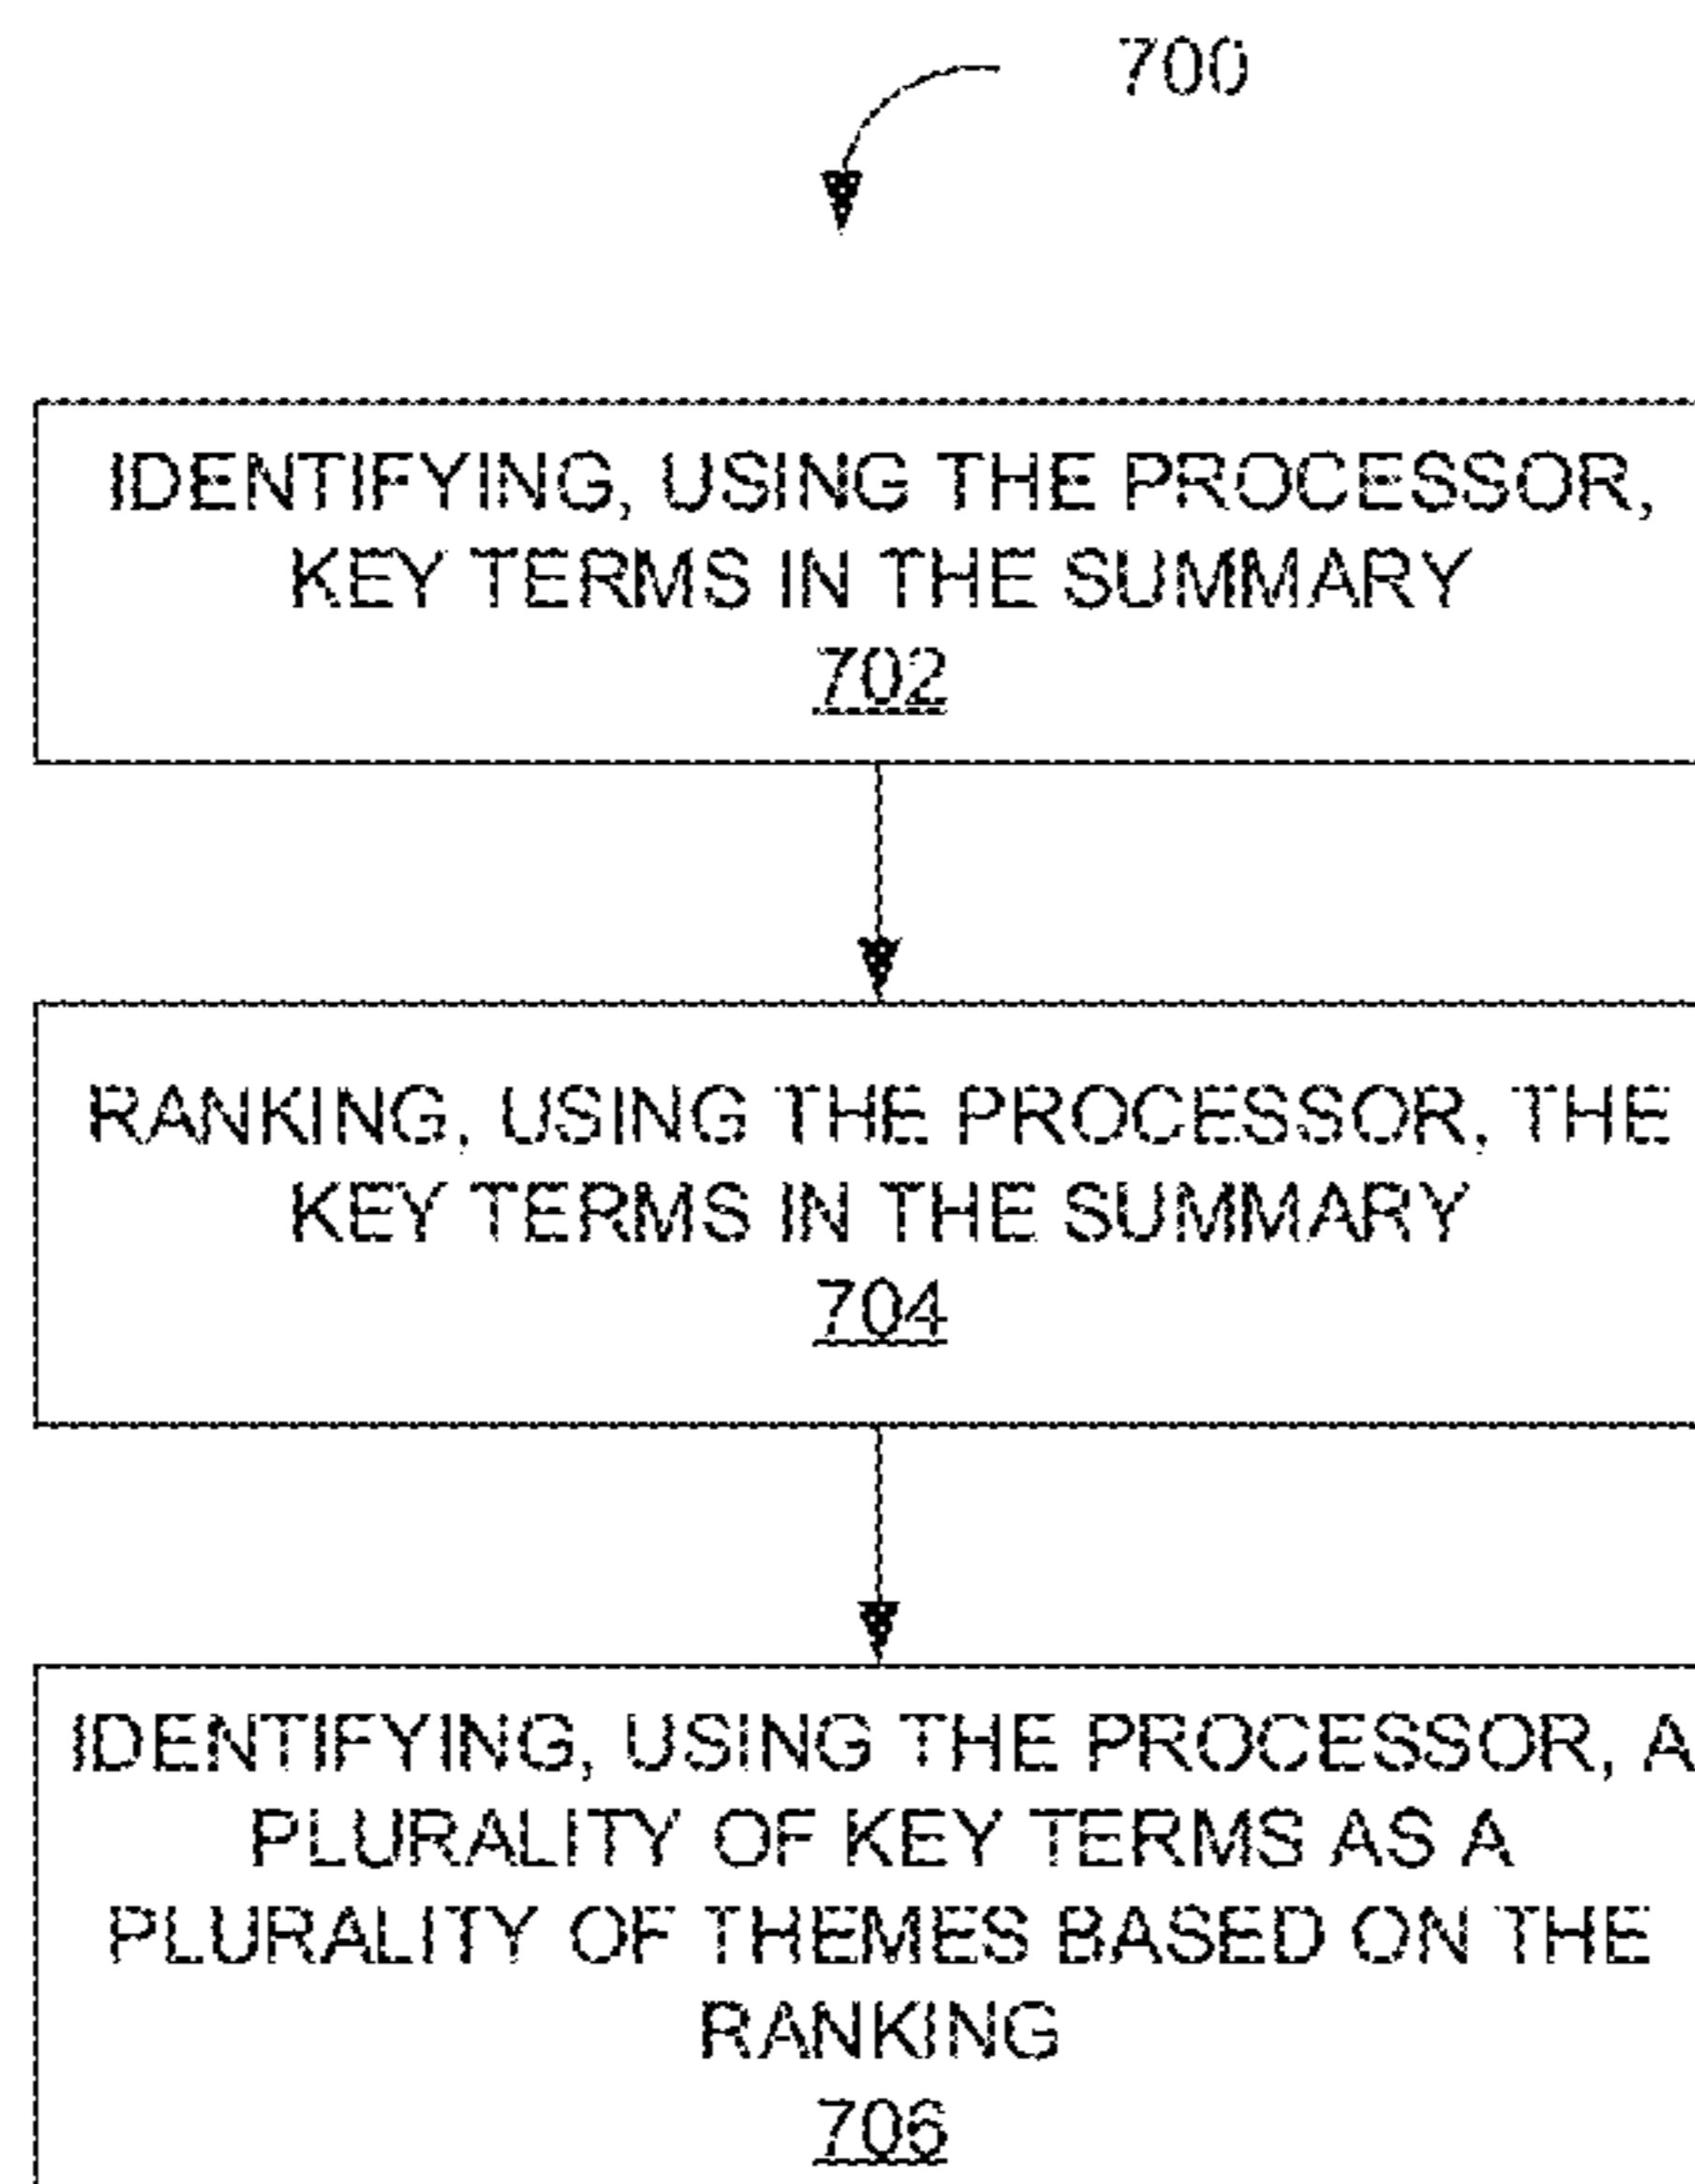 700
IDENTIFYING, USING THE PROCESSOR,
KEY TERMS IN THE SUMMARY
702
RANKING, USING THE PROCESSOR, THE
KEY TERMS IN THE SUMMARY
704
IDENTIFYING, USING THE PROCESSOR, A
PLURALITY OF KEY TERMS AS A
PLURALITY OF THEMES BASED ON THE
RANKING
706